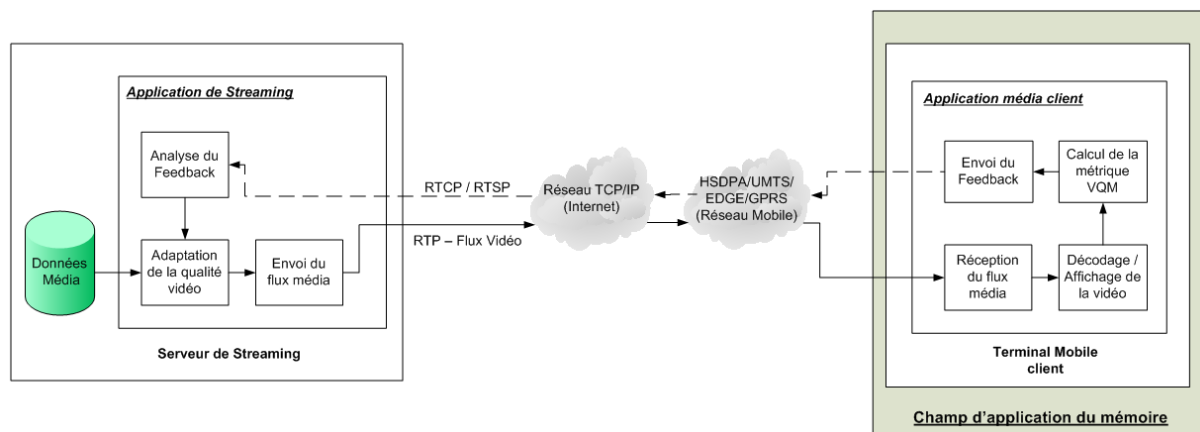 Application de Streaming
Analyse du
Feedback
Données
Média
Adaptation
de la qualité
vidéo
Envoi du
flux média
Serveur de Streaming
RTCP / RTSP
RTP – Flux Vidéo
Réseau TCP/IP
(Internet)
HSDPA/UMTS/
EDGE/GPRS
(Réseau Mobile)
Application média client
Envoi du
Feedback
Calcul de la
métrique
VQM
Réception
du flux
média
Décodage /
Affichage de
la vidéo
Terminal Mobile
client
Champ d'application du mémoire